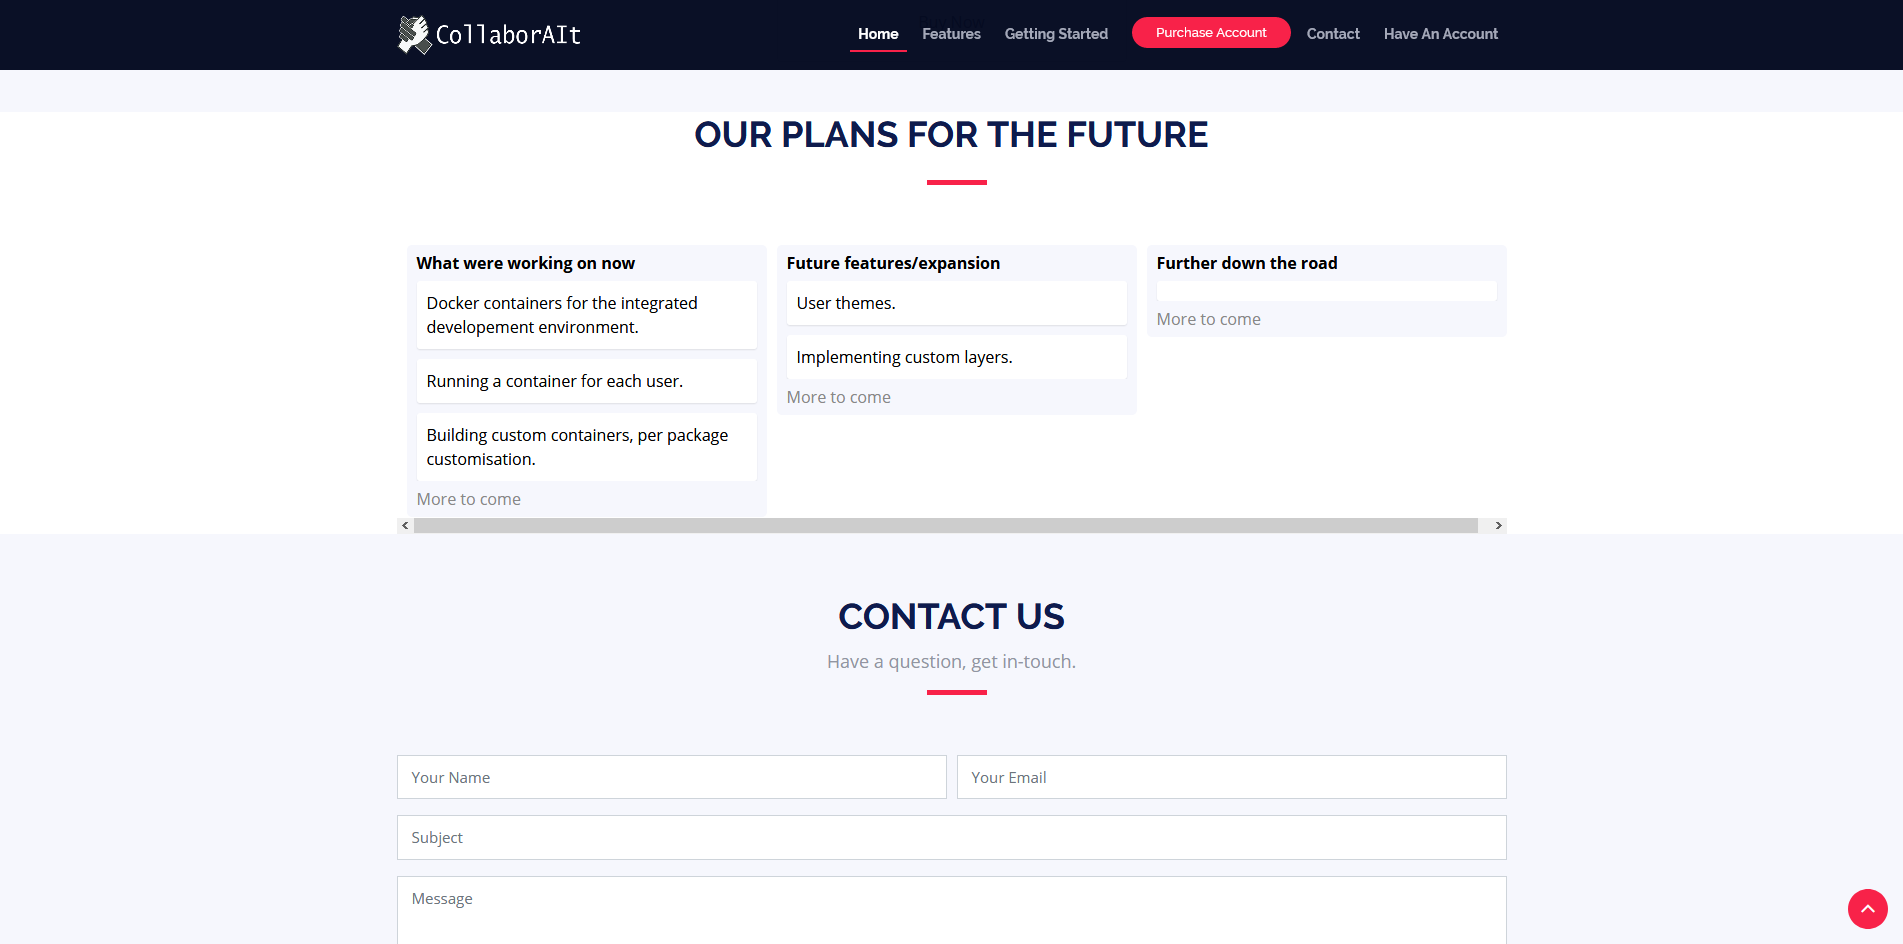 CollaborAIt
Home
Features
Getting Started
Purchase Account
Contact
Have An Account
OUR PLANS FOR THE FUTURE
What were working on now
Docker containers for the integrated
developement environment.
Running a container for each user.
Building custom containers, per package
customisation.
More to come
Future features/expansion
User themes.
Implementing custom layers.
More to come
Further down the road
More to come
CONTACT US
Have a question, get in-touch.
Your Name
Your Email
Subject
Message